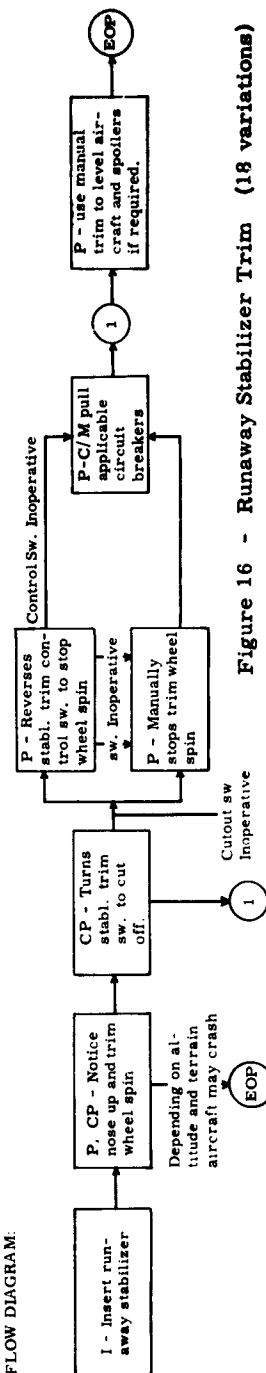 FLOW DIAGRAM:
I - Insert run-
away stabilizer
P, CP - Notice
nose up and trim
wheel spin
Depending on al-
titude and terrain
aircraft may crash
EOP
CP - Turns
stabl. trim
sw. to cut
off.
1
Cutout sw
Inoperative
P - Reverses
stabl. trim con-
trol sw. to stop
wheel spin
Control Sw. Inoperative
sw. Inoperative
P - Manually
stops trim wheel
spin
P-C/M pull
applicable
circuit
breakers
1
P - use manual
trim to level air-
craft and spoilers
if required.
EOP
Figure 16 - Runaway Stabilizer Trim (18 variations)